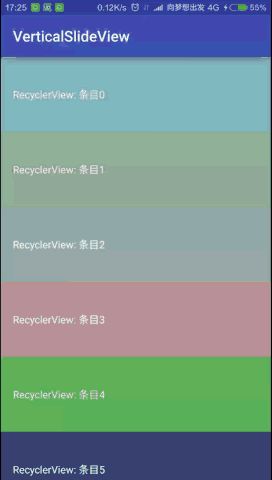 17:25 0.12K/s 向梦想出发 4G 55%
VerticalSlideView
RecyclerView: 条目0
RecyclerView: 条目1
RecyclerView: 条目2
RecyclerView: 条目3
RecyclerView: 条目4
RecyclerView: 条目5